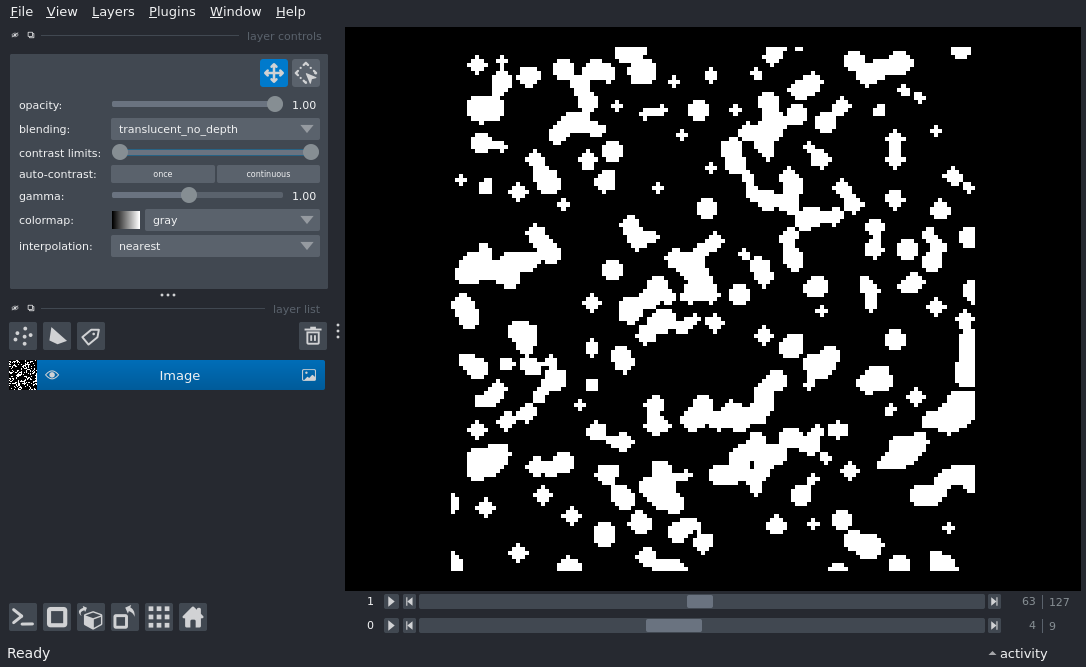 File View Layers Plugins Window Help
layer controls
opacity: 1.00
blending: translucent_no_depth
contrast limits:
auto-contrast: once continuous
gamma: 1.00
colormap: gray
interpolation: nearest
layer list
Image
1 63 127
0 4 9
Ready activity